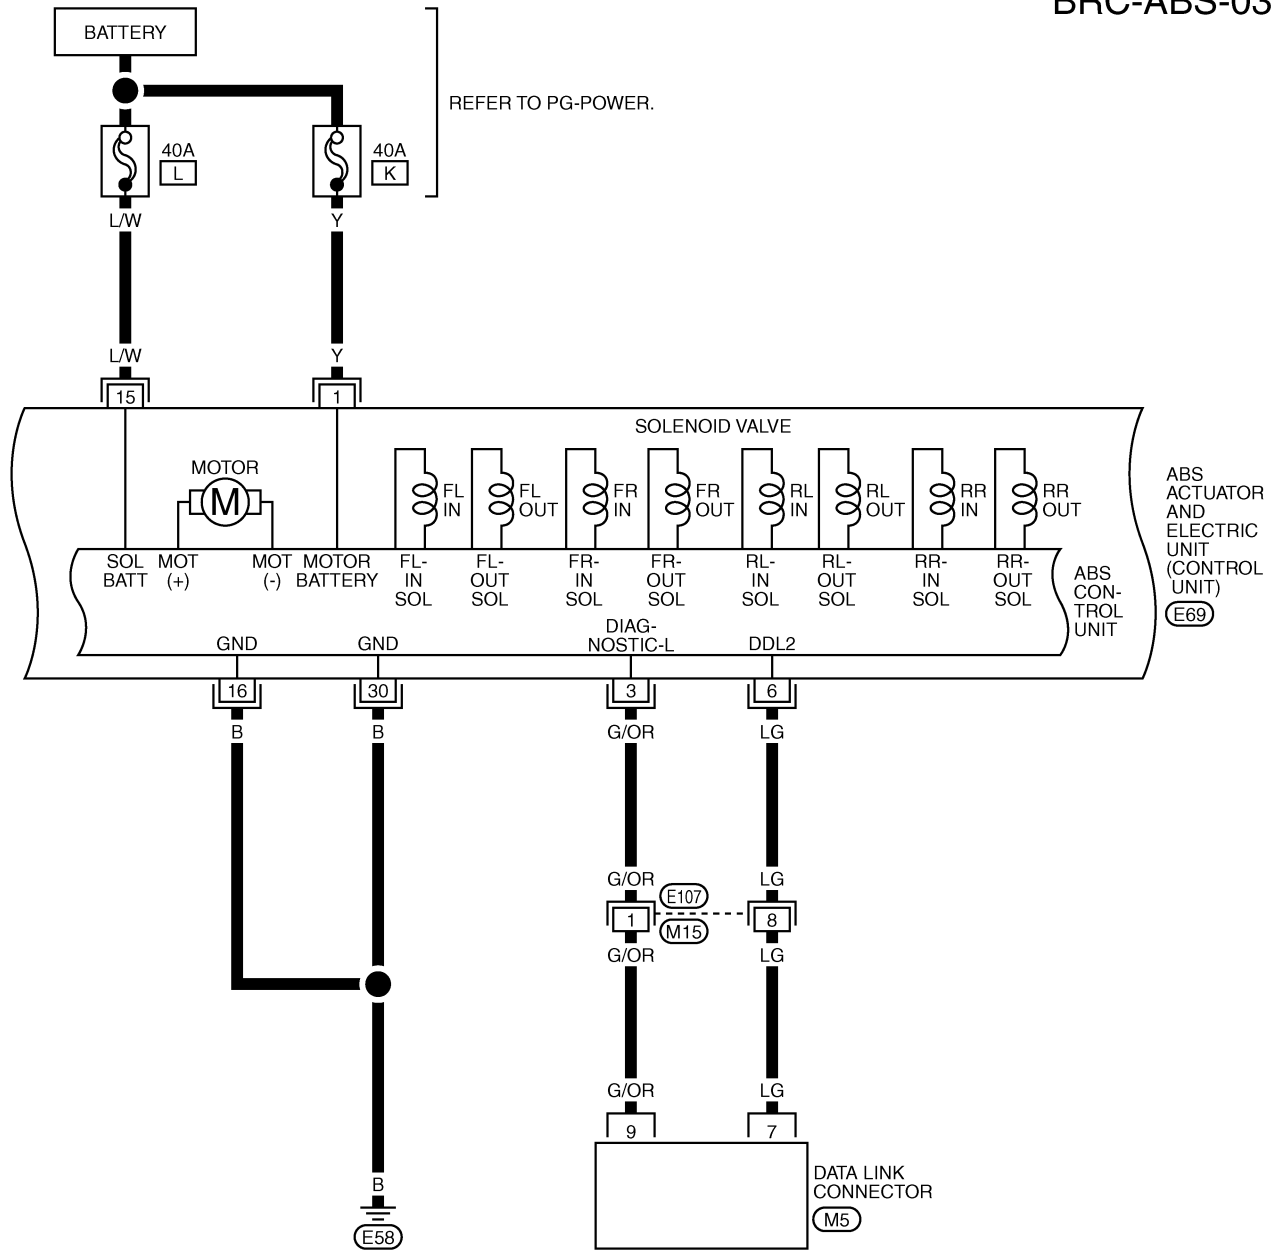 BRC-ABS-03
BATTERY
REFER TO PG-POWER.
40A
L
40A
K
L/W
Y
L/W
Y
15
1
SOLENOID VALVE
MOTOR
M
FL
IN
FL
OUT
FR
IN
FR
OUT
RL
IN
RL
OUT
RR
IN
RR
OUT
ABS
ACTUATOR
AND
ELECTRIC
UNIT
(CONTROL
UNIT)
E69
SOL
BATT
MOT
(+)
MOT
(-)
MOTOR
BATTERY
FL-
IN
SOL
FL-
OUT
SOL
FR-
IN
SOL
FR-
OUT
SOL
RL-
IN
SOL
RL-
OUT
SOL
RR-
IN
SOL
RR-
OUT
SOL
ABS
CON-
TROL
UNIT
GND
GND
DIAG-
NOSTIC-L
DDL2
16
30
3
6
B
B
G/OR
LG
G/OR
LG
E107
1
8
M15
G/OR
LG
G/OR
LG
9
7
DATA LINK
CONNECTOR
M5
B
E58